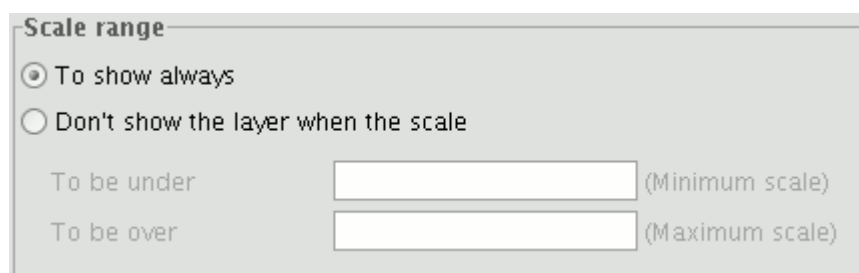 Scale range
To show always
Don't show the layer when the scale
To be under (Minimum scale)
To be over (Maximum scale)